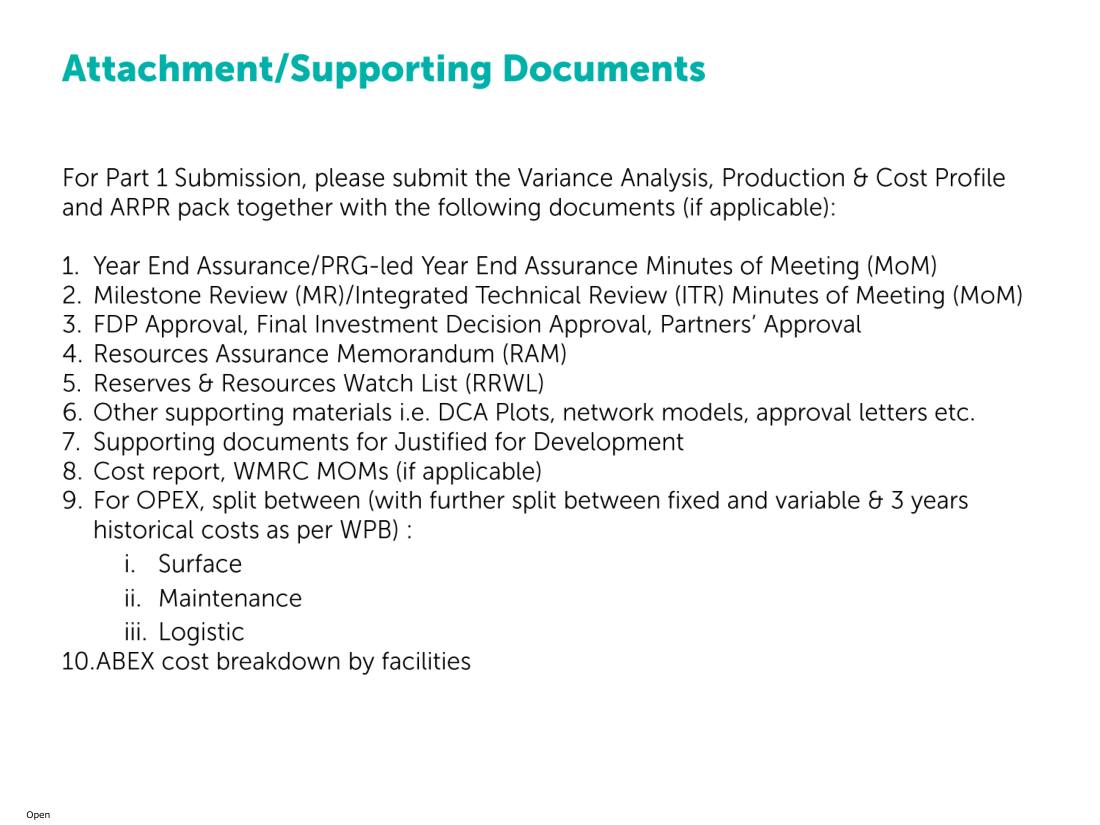 Attachment/Supporting Documents
For Part 1 Submission, please submit the Variance Analysis, Production & Cost Profile
and ARPR pack together with the following documents (if applicable):
1. Year End Assurance/PRG-led Year End Assurance Minutes of Meeting (MoM)
2. Milestone Review (MR)/Integrated Technical Review (ITR) Minutes of Meeting (MoM)
3. FDP Approval, Final Investment Decision Approval, Partners’ Approval
4. Resources Assurance Memorandum (RAM)
5. Reserves & Resources Watch List (RRWL)
6. Other supporting materials i.e. DCA Plots, network models, approval letters etc.
7. Supporting documents for Justified for Development
8. Cost report, WMRC MOMs (if applicable)
9. For OPEX, split between (with further split between fixed and variable & 3 years
historical costs as per WPB) :
i. Surface
ii. Maintenance
iii. Logistic
10.ABEX cost breakdown by facilities
Open